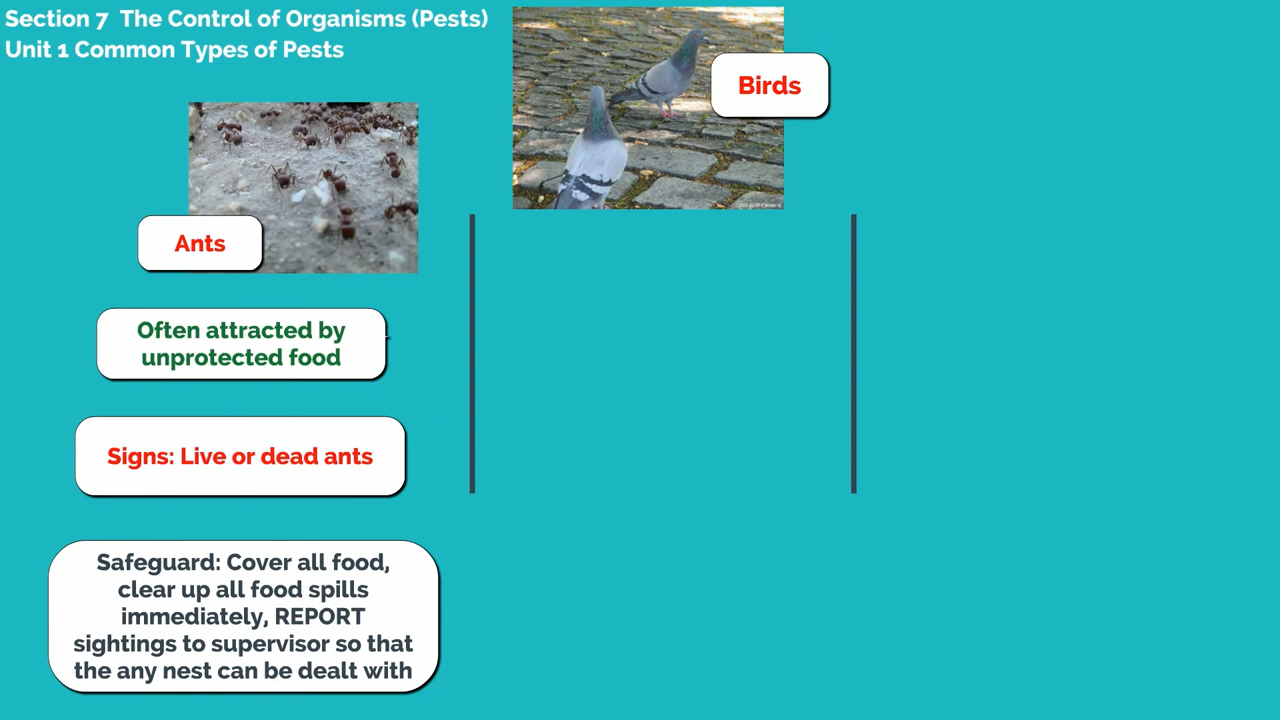 Section 7 The Control of Organisms (Pests)
Unit 1 Common Types of Pests
Ants
Often attracted by
unprotected food
Signs: Live or dead ants
Safeguard: Cover all food,
clear up all food spills
immediately, REPORT
sightings to supervisor so that
the any nest can be dealt with
Birds